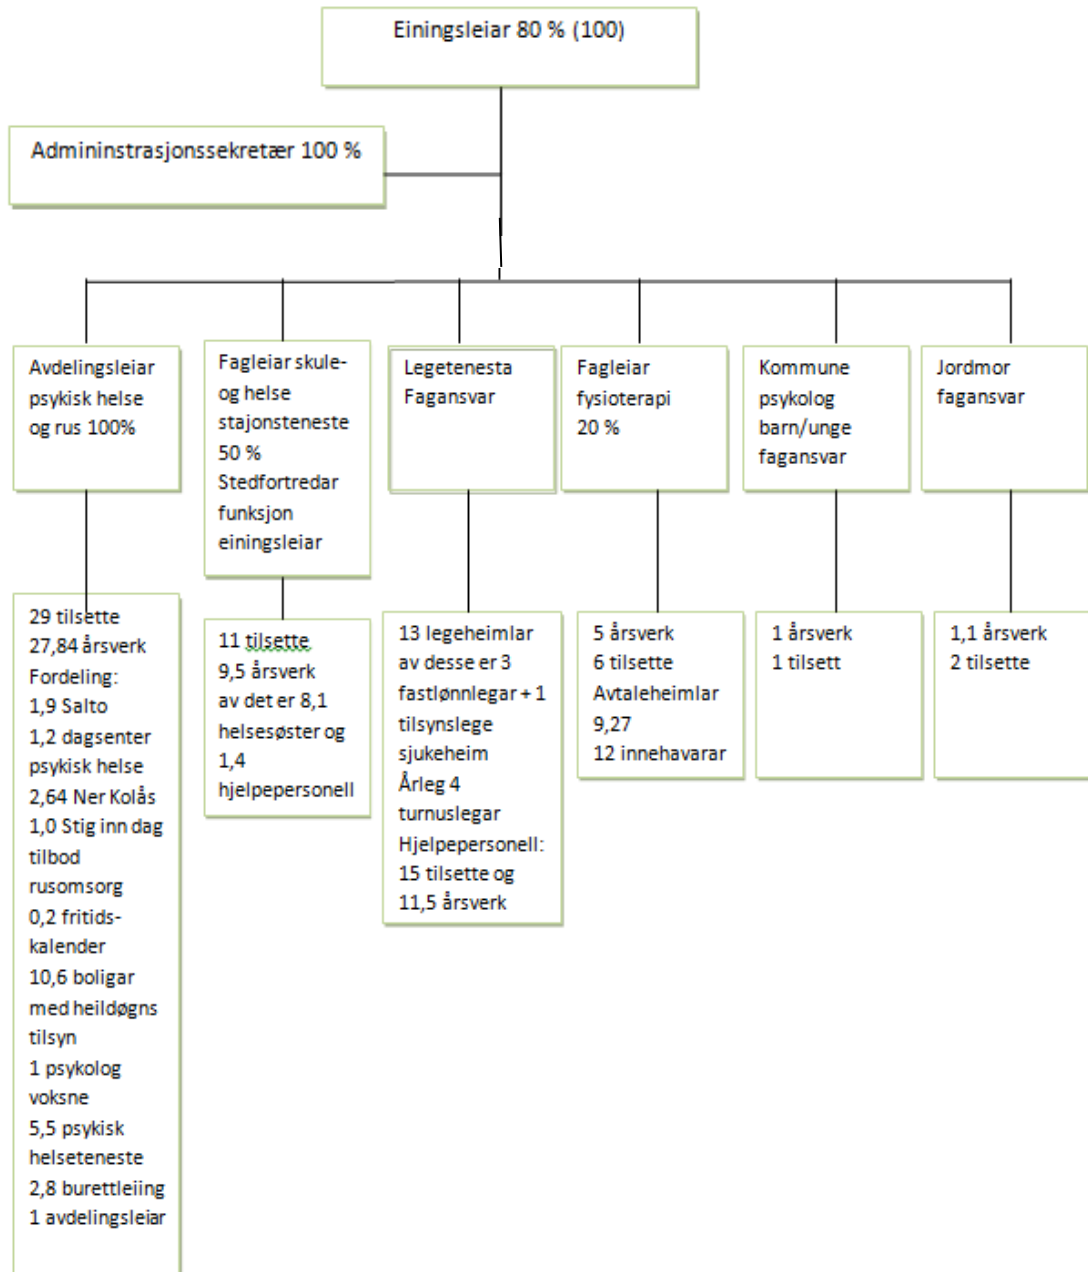 Einingsleiar 80 % (100)
Admininstrasjonssekretær 100 %
Avdelingsleiar
psykisk helse
og rus 100%
Fagleiar skule-
og helse
stajonsteneste
50 %
Stedfortredar
funksjon
einingsleiar
Legetenesta
Fagansvar
Fagleiar
fysioterapi
20 %
Kommune
psykolog
barn/unge
fagansvar
Jordmor
fagansvar
29 tilsette
27,84 årsverk
Fordeling:
1,9 Salto
1,2 dagsenter
psykisk helse
2,64 Ner Kolås
1,0 Stig inn dag
tilbod
rusomsorg
0,2 fritids-
kalender
10,6 boligar
med heildøgns
tilsyn
1 psykolog
voksne
5,5 psykisk
helseteneste
2,8 burettleiing
1 avdelingsleiar
11 tilsette
9,5 årsverk
av det er 8,1
helsesøster og
1,4
hjelpepersonell
13 legeheimlar
av desse er 3
fastlønnlegar + 1
tilsynslege
sjukeheim
Årleg 4
turnuslegar
Hjelpepersonell:
15 tilsette og
11,5 årsverk
5 årsverk
6 tilsette
Avtaleheimlar
9,27
12 innehavarar
1 årsverk
1 tilsett
1,1 årsverk
2 tilsette